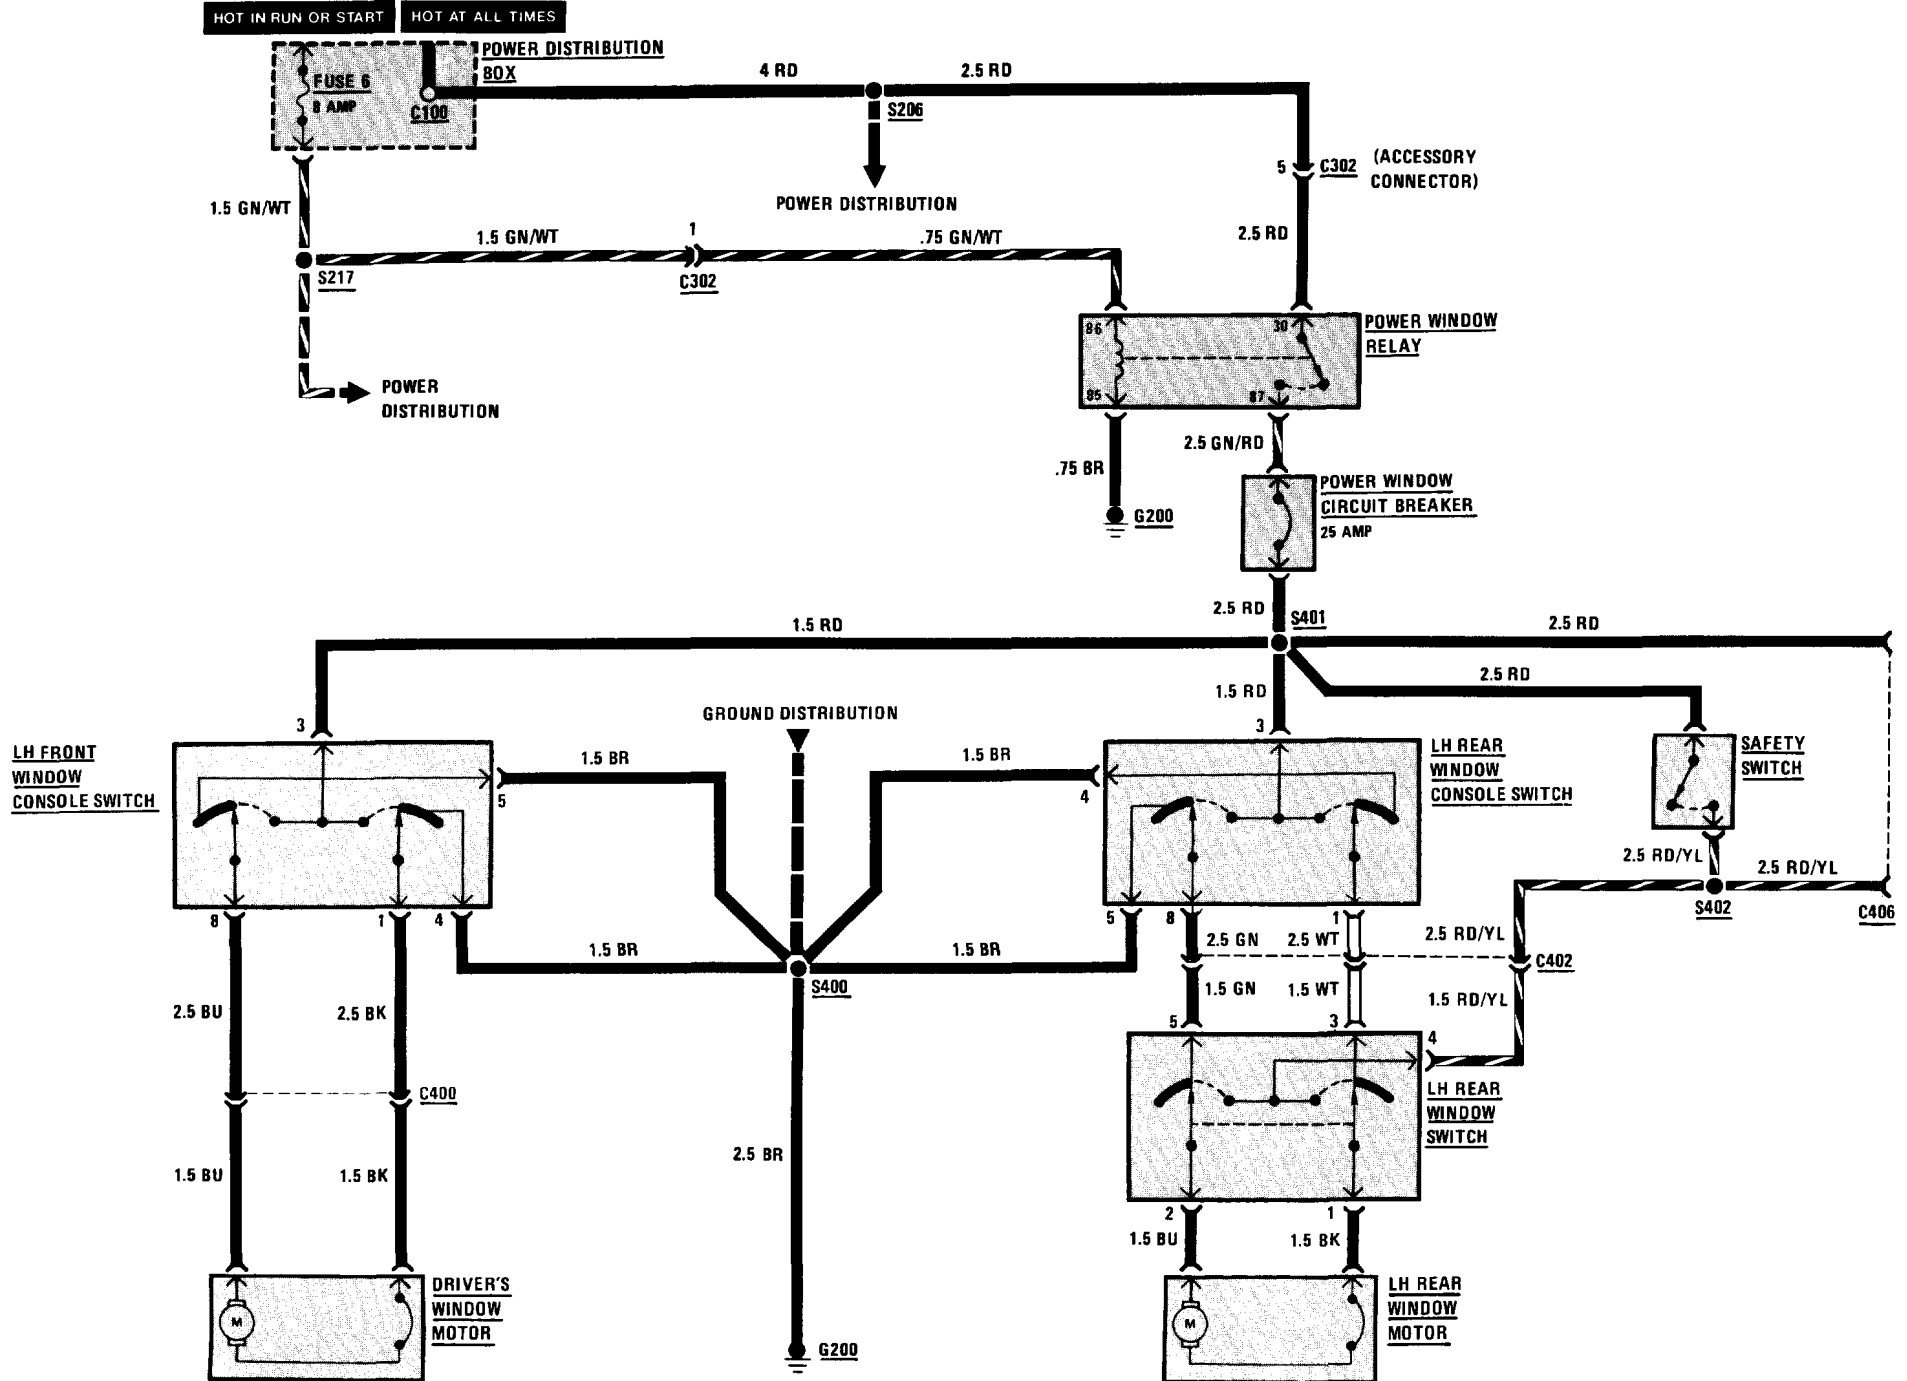 HOT IN RUN OR START
HOT AT ALL TIMES
POWER DISTRIBUTION
BOX
FUSE 6
8 AMP
C100
4 RD
2.5 RD
S206
POWER DISTRIBUTION
5
C302
(ACCESSORY
CONNECTOR)
1.5 GN/WT
1.5 GN/WT
1
C302
.75 GN/WT
2.5 RD
S217
POWER
DISTRIBUTION
86
30
85
87
POWER WINDOW
RELAY
2.5 GN/RD
.75 BR
G200
POWER WINDOW
CIRCUIT BREAKER
25 AMP
2.5 RD
S401
1.5 RD
2.5 RD
1.5 RD
2.5 RD
3
GROUND DISTRIBUTION
3
LH FRONT
WINDOW
CONSOLE SWITCH
1.5 BR
5
1.5 BR
4
LH REAR
WINDOW
CONSOLE SWITCH
SAFETY
SWITCH
2.5 RD/YL
2.5 RD/YL
S402
C406
8
1
4
5
8
1
1.5 BR
1.5 BR
S400
2.5 GN
2.5 WT
2.5 RD/YL
C402
1.5 GN
1.5 WT
1.5 RD/YL
2.5 BU
2.5 BK
5
3
4
C400
LH REAR
WINDOW
SWITCH
2.5 BR
1.5 BU
1.5 BK
2
1
1.5 BU
1.5 BK
M
DRIVER'S
WINDOW
MOTOR
G200
M
LH REAR
WINDOW
MOTOR